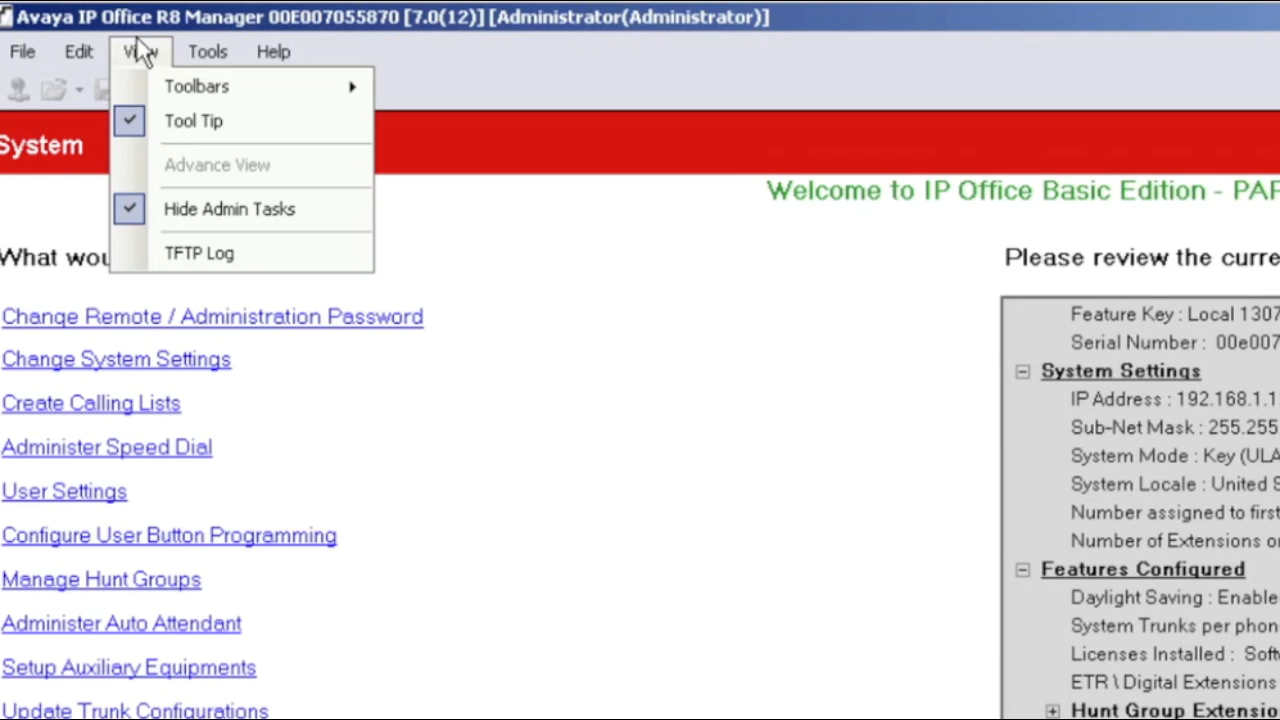 Avaya IP Office R8 Manager 00E007055870 [7.0(12)] [Administrator(Administrator)]
File Edit View Tools Help
Toolbars
Tool Tip
Advance View
Hide Admin Tasks
TFTP Log
System
Welcome to IP Office Basic Edition - PAR
What wou
Please review the curre
Change Remote / Administration Password
Change System Settings
Create Calling Lists
Administer Speed Dial
User Settings
Configure User Button Programming
Manage Hunt Groups
Administer Auto Attendant
Setup Auxiliary Equipments
Update Trunk Configurations
Feature Key : Local 1307
Serial Number : 00e007
System Settings
IP Address : 192.168.1.1
Sub-Net Mask : 255.255
System Mode : Key (ULA
System Locale : United S
Number assigned to first
Number of Extensions o
Features Configured
Daylight Saving : Enable
System Trunks per phon
Licenses Installed : Soft
ETR \ Digital Extensions
Hunt Group Extensio